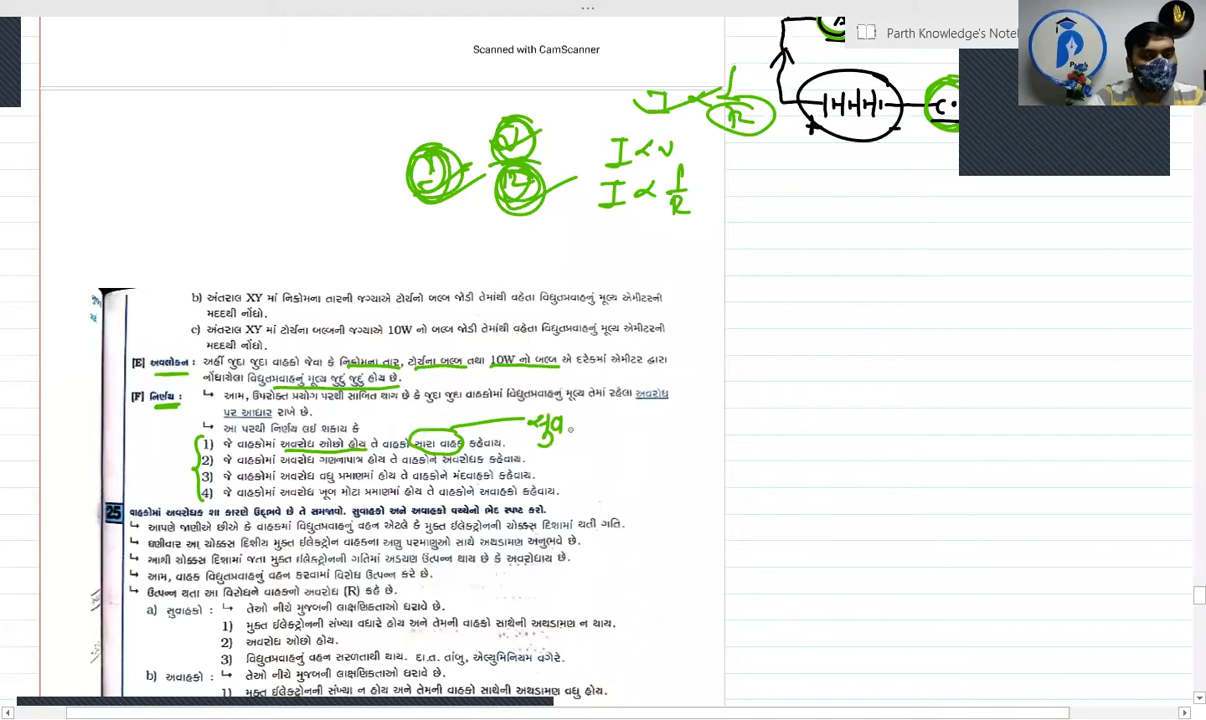 Scanned with CamScanner
Parth Knowledge's Notel
Parth
I ∝ 1/R
I ∝ v
I ∝ 1/R
I
V
R
+ −
b) અંતરાલ XY માં નિક્રોમના તારની જગ્યાએ ટોર્ચનો બલ્બ જોડી તેમાંથી વહેતા વિદ્યુતપ્રવાહનું મૂલ્ય એમીટરની
મદદથી નોંધો.
c) અંતરાલ XY માં ટોર્ચના બલ્બની જગ્યાએ 10W નો બલ્બ જોડી તેમાંથી વહેતા વિદ્યુતપ્રવાહનું મૂલ્ય એમીટરની
મદદથી નોંધો.
[E] અવલોકન : અહીં જુદા જુદા વાહકો જેવા કે નિક્રોમના તાર, ટોર્ચના બલ્બ તથા 10W નો બલ્બ એ દરેકમાં એમીટર દ્વારા
નોંધાયેલા વિદ્યુતપ્રવાહનું મૂલ્ય જુદું જુદું હોય છે.
[F] નિર્ણય : ↳ આમ, ઉપરોક્ત પ્રયોગ પરથી સાબિત થાય છે કે જુદા જુદા વાહકોમાં વિદ્યુતપ્રવાહનું મૂલ્ય તેમાં રહેલા અવરોધ
પર આધાર રાખે છે.
↳ આ પરથી નિર્ણય લઈ શકાય કે
1) જે વાહકોમાં અવરોધ ઓછો હોય તે વાહકો સારા વાહક કહેવાય. સુવ
2) જે વાહકોમાં અવરોધ ગણનાપાત્ર હોય તે વાહકોને અવરોધક કહેવાય.
3) જે વાહકોમાં અવરોધ વધુ પ્રમાણમાં હોય તે વાહકોને મંદવાહકો કહેવાય.
4) જે વાહકોમાં અવરોધ ખૂબ મોટા પ્રમાણમાં હોય તે વાહકોને અવાહકો કહેવાય.
25 વાહકોમાં અવરોધક શા કારણે ઉદ્ભવે છે તે સમજાવો. સુવાહકો અને અવાહકો વચ્ચેનો ભેદ સ્પષ્ટ કરો.
↳ આપણે જાણીએ છીએ કે વાહકમાં વિદ્યુતપ્રવાહનું વહન એટલે કે મુક્ત ઈલેક્ટ્રોનની ચોક્કસ દિશામાં થતી ગતિ.
↳ ઘણીવાર આ ચોક્કસ દિશીય મુક્ત ઈલેક્ટ્રોન વાહકના અણુ પરમાણુઓ સાથે અથડામણ અનુભવે છે.
↳ આથી ચોક્કસ દિશામાં જતા મુક્ત ઈલેક્ટ્રોનની ગતિમાં અડચણ ઉત્પન્ન થાય છે કે અવરોધાય છે.
↳ આમ, વાહક વિદ્યુતપ્રવાહનું વહન કરવામાં વિરોધ ઉત્પન્ન કરે છે.
↳ ઉત્પન્ન થતા આ વિરોધને વાહકનો અવરોધ (R) કહે છે.
a) સુવાહકો : ↳ તેઓ નીચે મુજબની લાક્ષણિકતાઓ ધરાવે છે.
1) મુક્ત ઈલેક્ટ્રોનની સંખ્યા વધારે હોય અને તેમની વાહકો સાથેની અથડામણ ન થાય.
2) અવરોધ ઓછો હોય.
3) વિદ્યુતપ્રવાહનું વહન સરળતાથી થાય. દા.ત. તાંબુ, એલ્યુમિનિયમ વગેરે.
b) અવાહકો : ↳ તેઓ નીચે મુજબની લાક્ષણિકતાઓ ધરાવે છે.
1) મુક્ત ઈલેક્ટ્રોનની સંખ્યા ન હોય અને તેમની વાહકો સાથેની અથડામણ વધુ હોય.